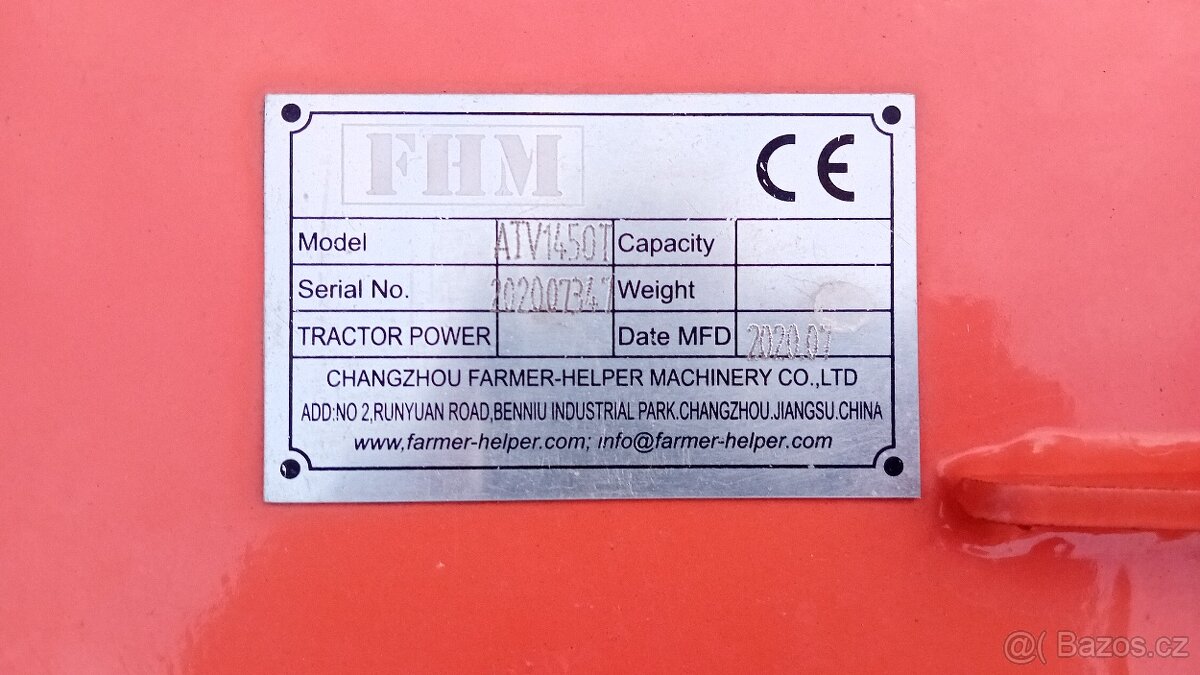 FHM CE
Model ATV1450T Capacity
Serial No. 202007347 Weight
TRACTOR POWER Date MFD 2020.07
CHANGZHOU FARMER-HELPER MACHINERY CO.,LTD
ADD:NO 2,RUNYUAN ROAD,BENNIU INDUSTRIAL PARK.CHANGZHOU.JIANGSU.CHINA
www.farmer-helper.com; info@farmer-helper.com
@( Bazos.cz